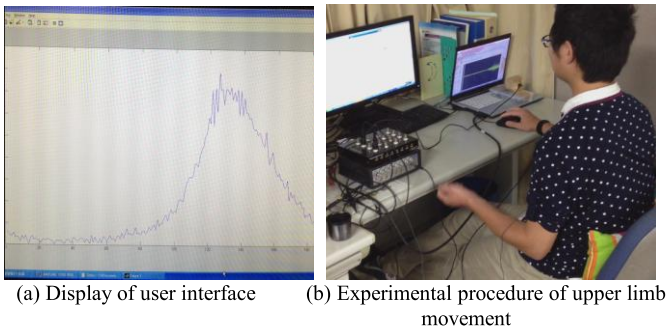 (a) Display of user interface
(b) Experimental procedure of upper limb
movement